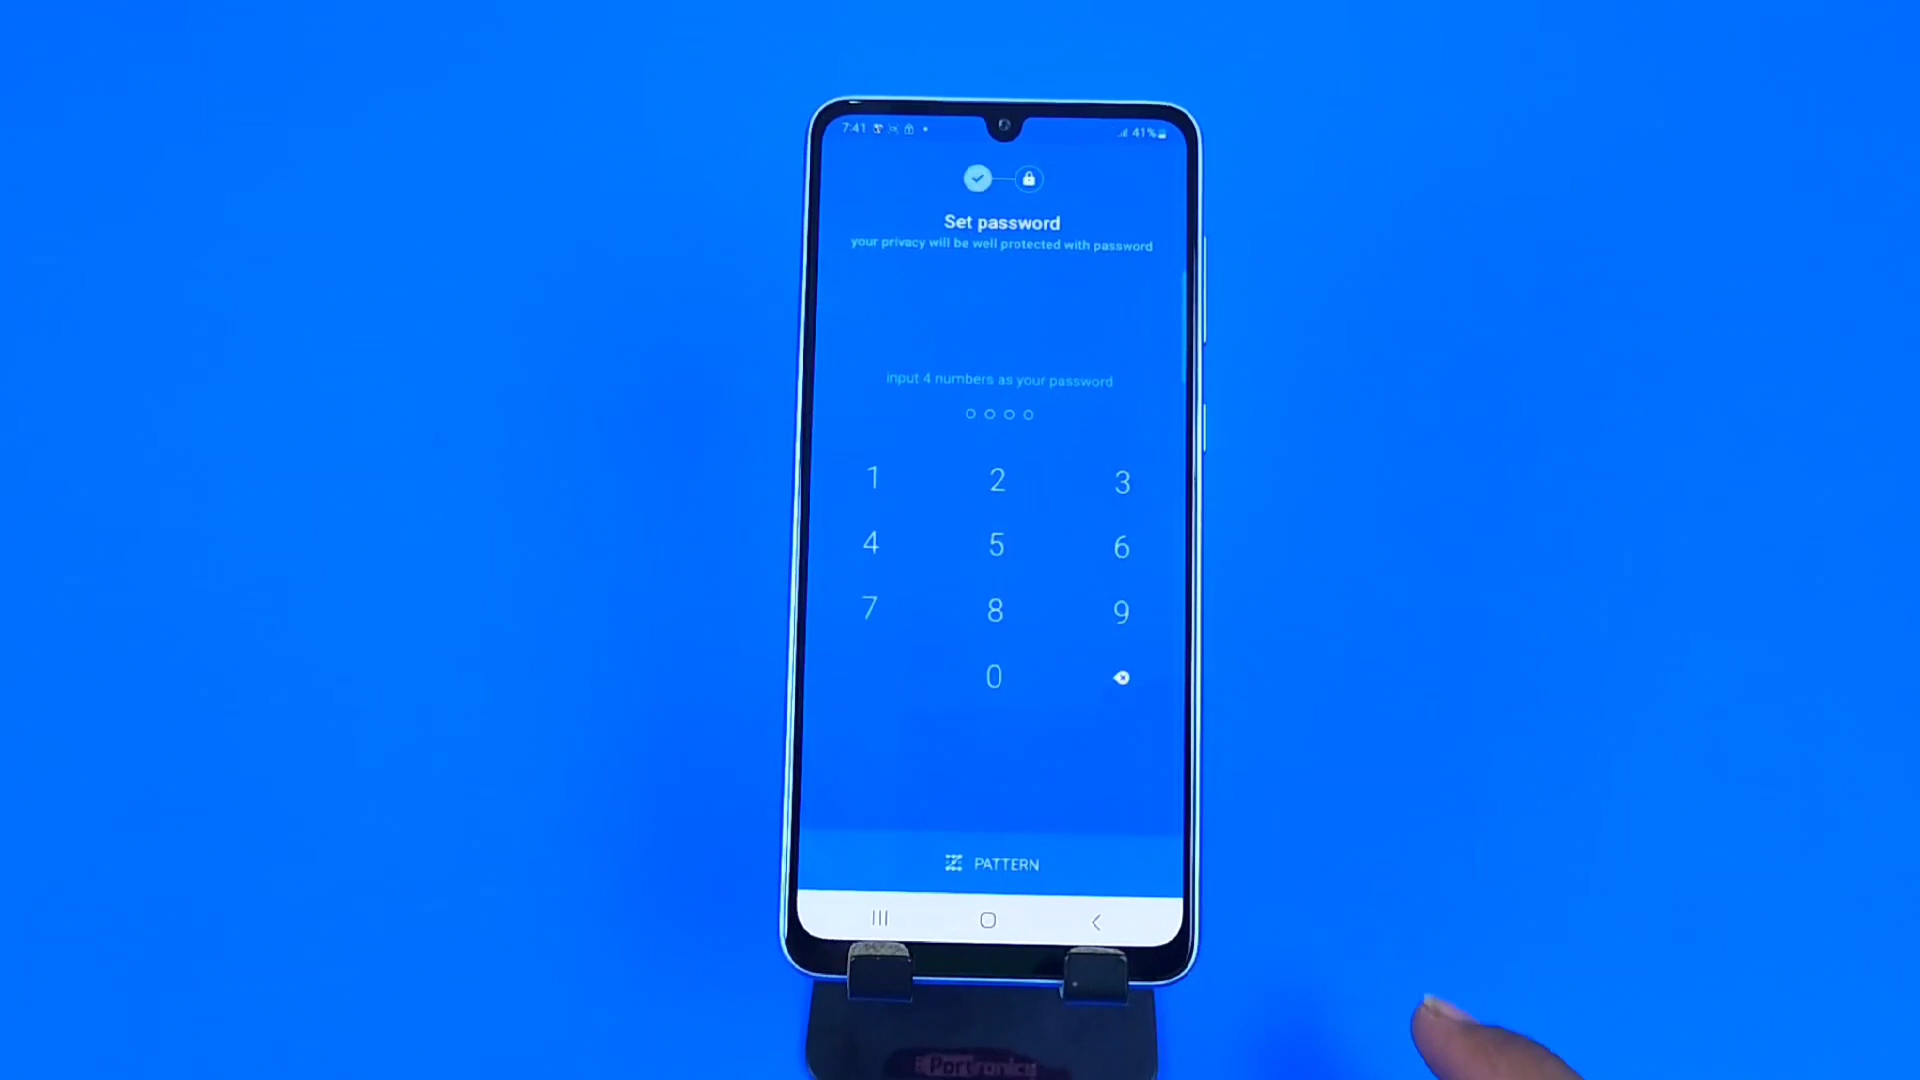 7:41 41%
Set password
your privacy will be well protected with password
input 4 numbers as your password
1 2 3
4 5 6
7 8 9
0
PATTERN
Portronics